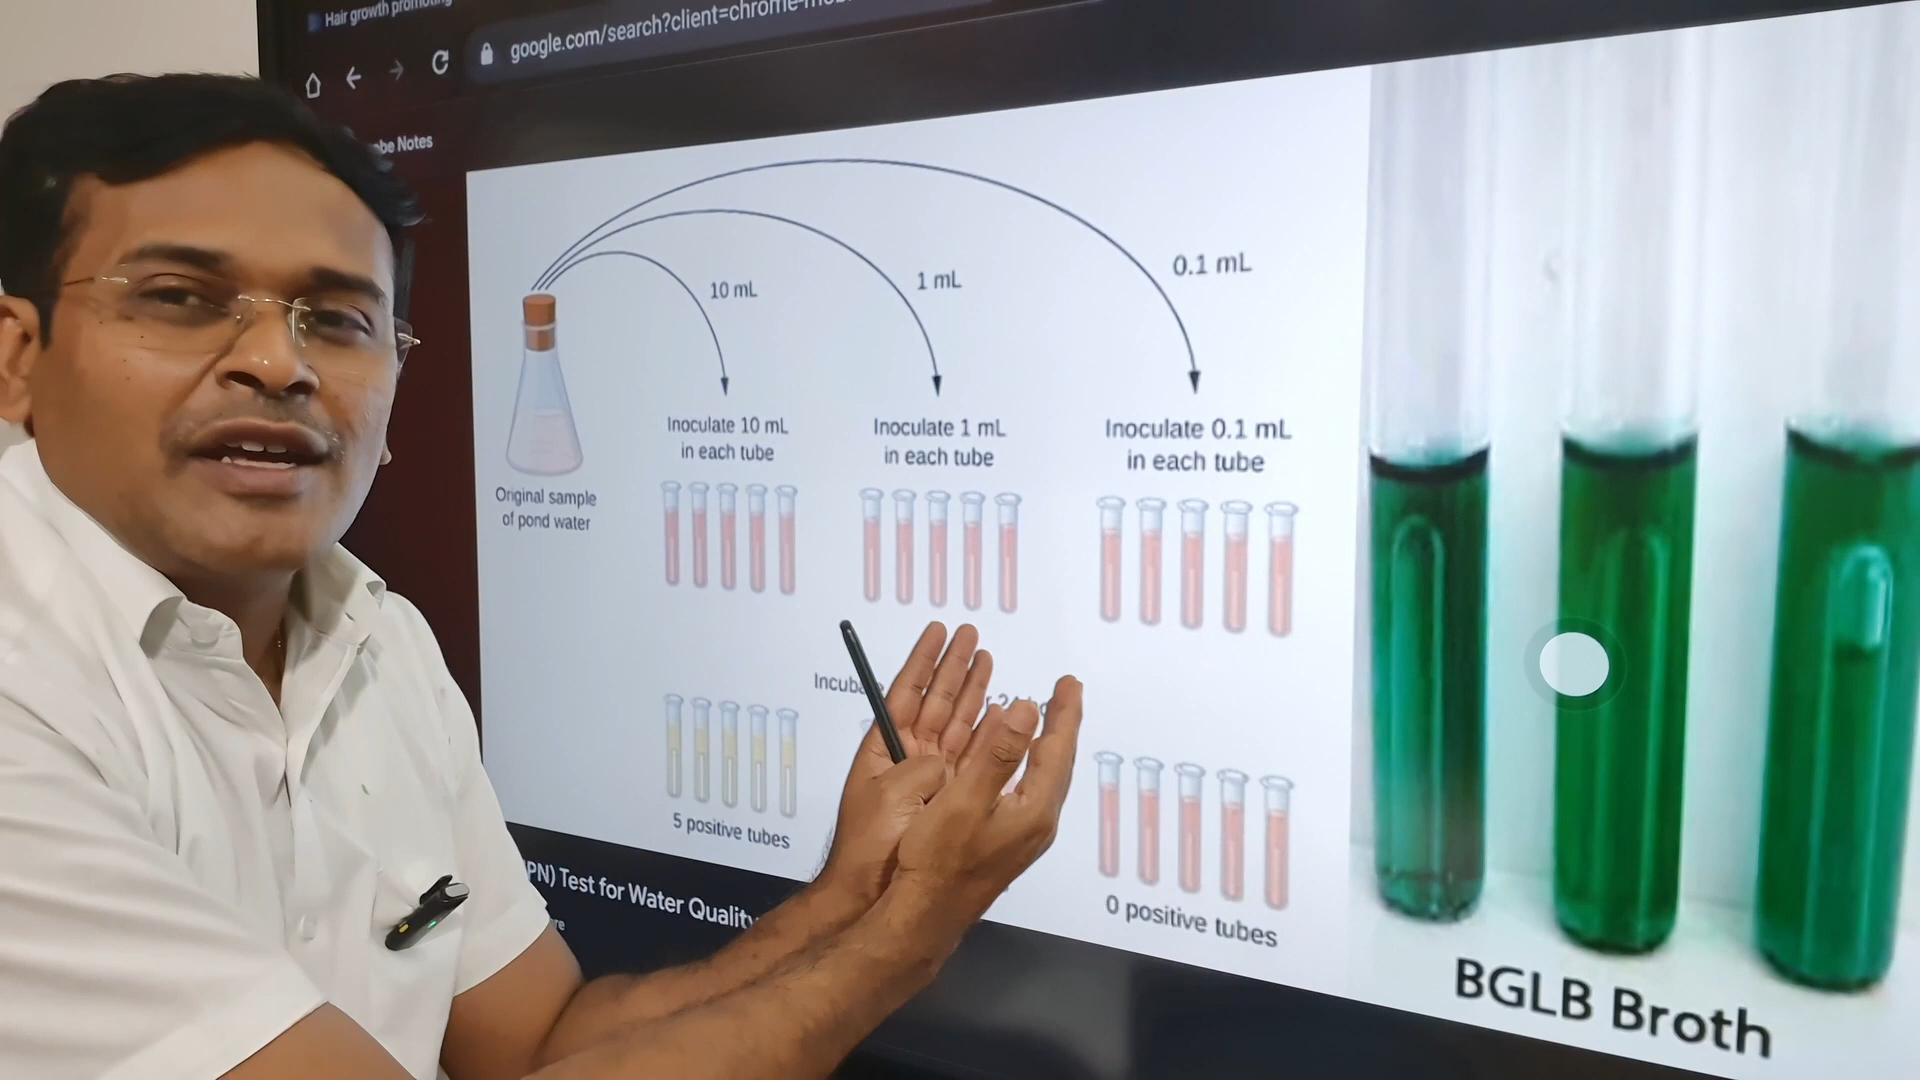 Hair growth promoting
google.com/search?client=chrome-mob
be Notes
10 mL
1 mL
0.1 mL
Inoculate 10 mL
in each tube
Inoculate 1 mL
in each tube
Inoculate 0.1 mL
in each tube
Original sample
of pond water
Incuba
5 positive tubes
0 positive tubes
PN) Test for Water Quality
BGLB Broth